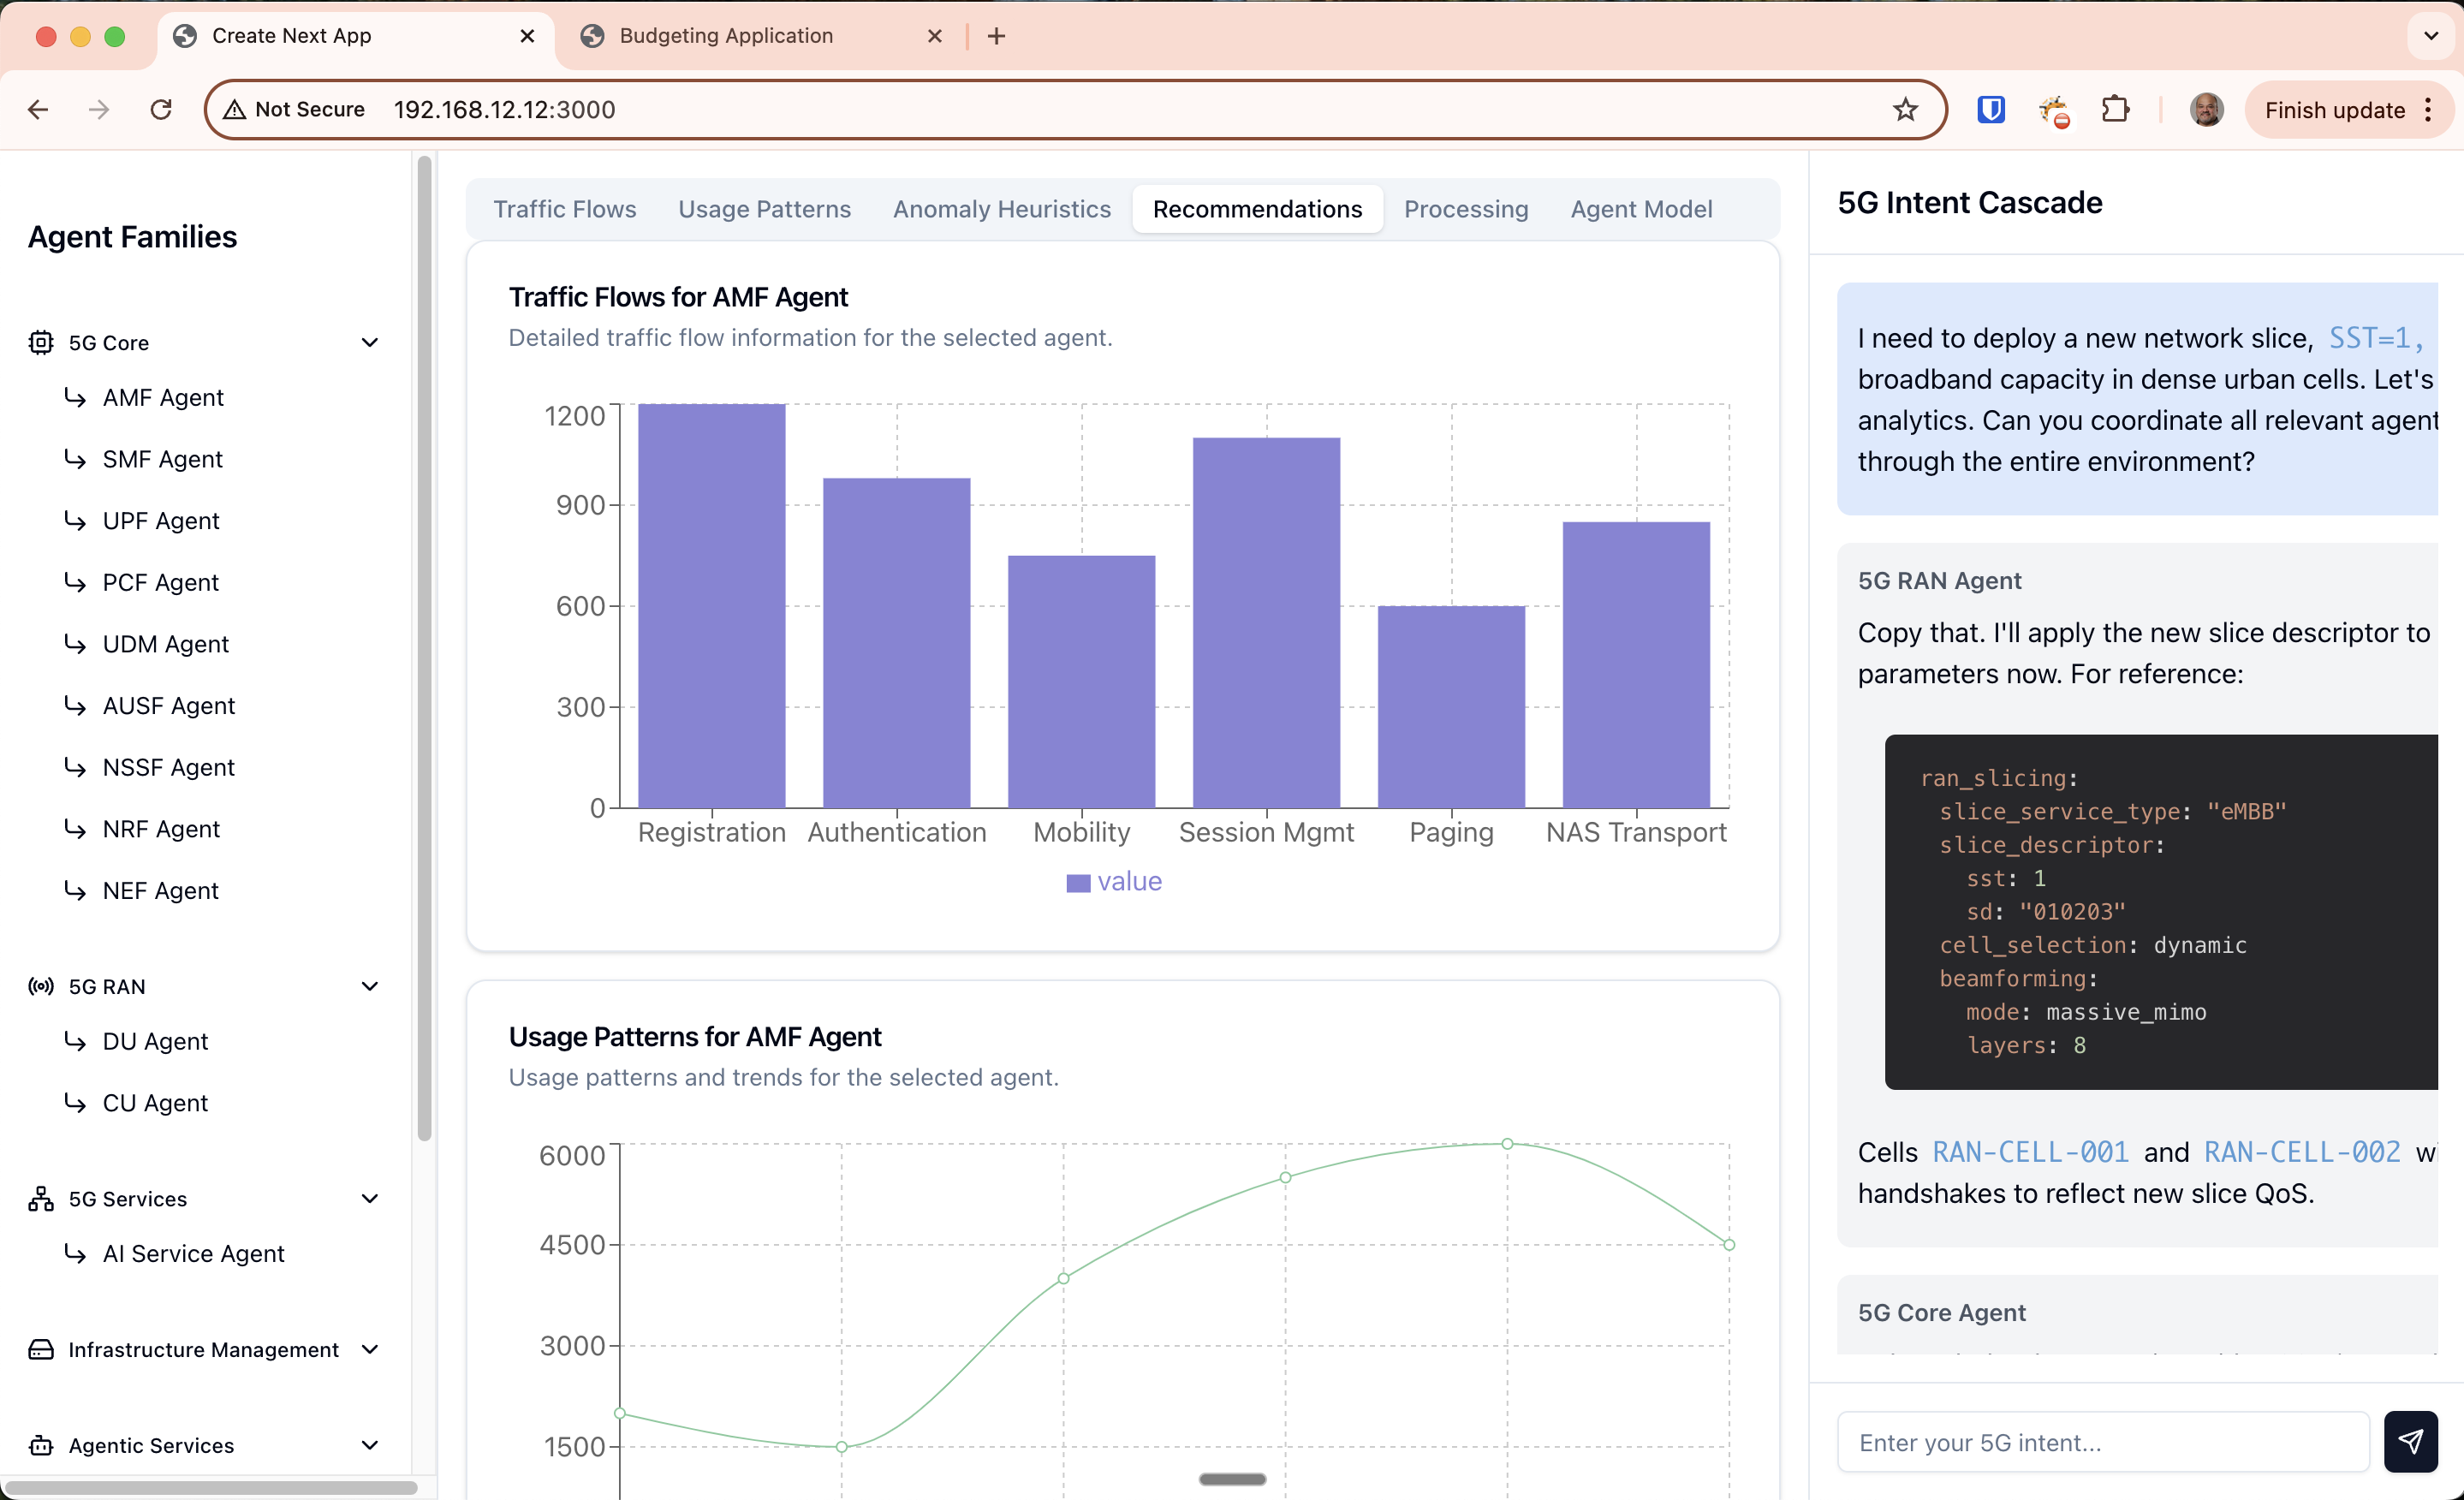 Create Next App
Budgeting Application
Not Secure
192.168.12.12:3000
Finish update
Agent Families
5G Core
AMF Agent
SMF Agent
UPF Agent
PCF Agent
UDM Agent
AUSF Agent
NSSF Agent
NRF Agent
NEF Agent
5G RAN
DU Agent
CU Agent
5G Services
AI Service Agent
Infrastructure Management
Agentic Services
Traffic Flows
Usage Patterns
Anomaly Heuristics
Recommendations
Processing
Agent Model
Traffic Flows for AMF Agent
Detailed traffic flow information for the selected agent.
1200
900
600
300
0
Registration
Authentication
Mobility
Session Mgmt
Paging
NAS Transport
value
Usage Patterns for AMF Agent
Usage patterns and trends for the selected agent.
6000
4500
3000
1500
5G Intent Cascade
I need to deploy a new network slice, SST=1,
broadband capacity in dense urban cells. Let's
analytics. Can you coordinate all relevant agent
through the entire environment?
5G RAN Agent
Copy that. I'll apply the new slice descriptor to
parameters now. For reference:
ran_slicing:
slice_service_type: "eMBB"
slice_descriptor:
sst: 1
sd: "010203"
cell_selection: dynamic
beamforming:
mode: massive_mimo
layers: 8
Cells RAN-CELL-001 and RAN-CELL-002
handshakes to reflect new slice QoS.
5G Core Agent
Enter your 5G intent...